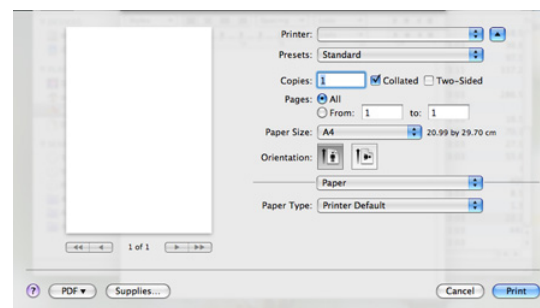 Printer:
Presets: Standard
Copies: 1 Collated Two-Sided
Pages: All
From: 1 to: 1
Paper Size: A4 20.99 by 29.70 cm
Orientation:
Paper
Paper Type: Printer Default
1 of 1
? PDF Supplies... Cancel Print